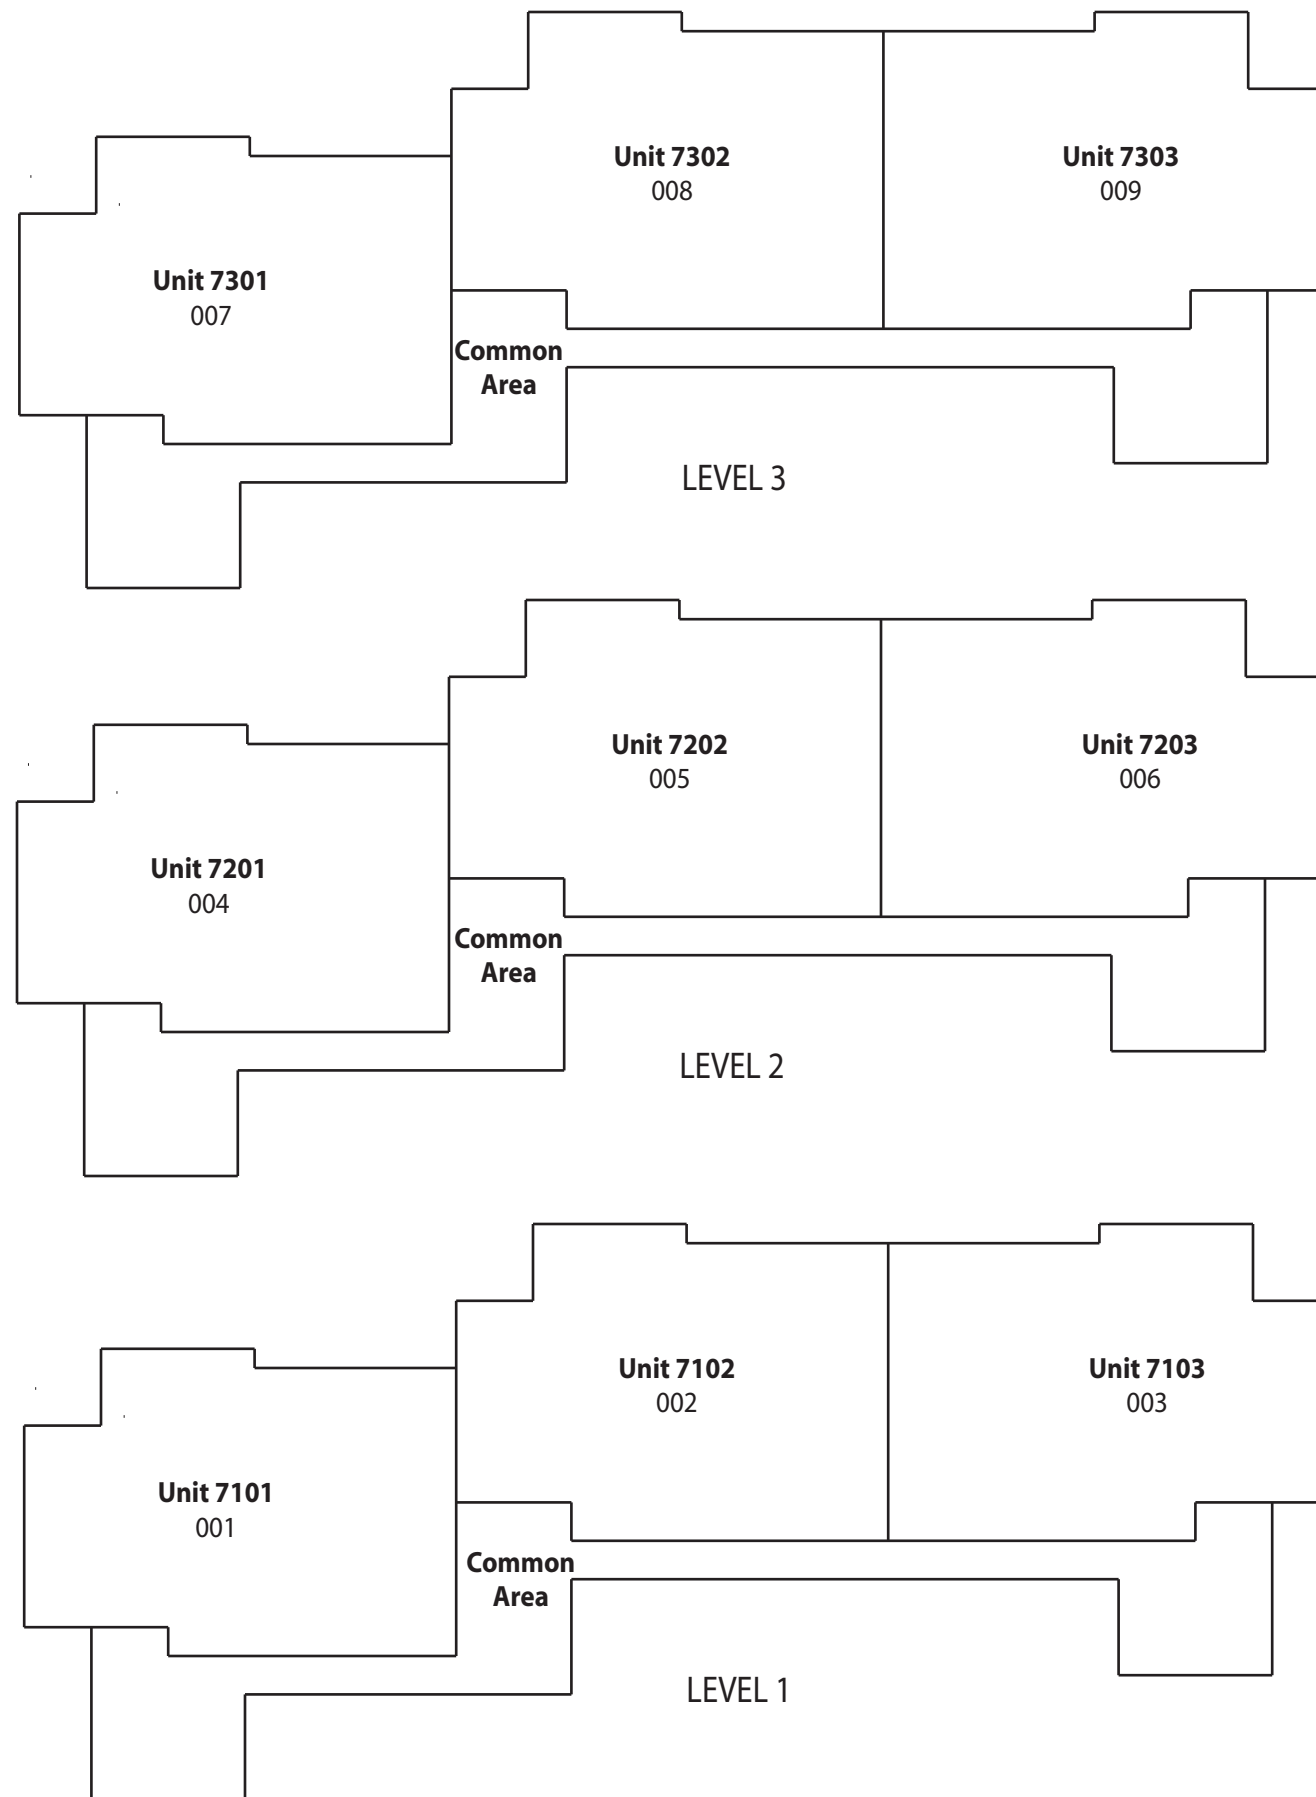 Unit 7302
008
Unit 7303
009
Unit 7301
007
Common
Area
LEVEL 3
Unit 7202
005
Unit 7203
006
Unit 7201
004
Common
Area
LEVEL 2
Unit 7102
002
Unit 7103
003
Unit 7101
001
Common
Area
LEVEL 1